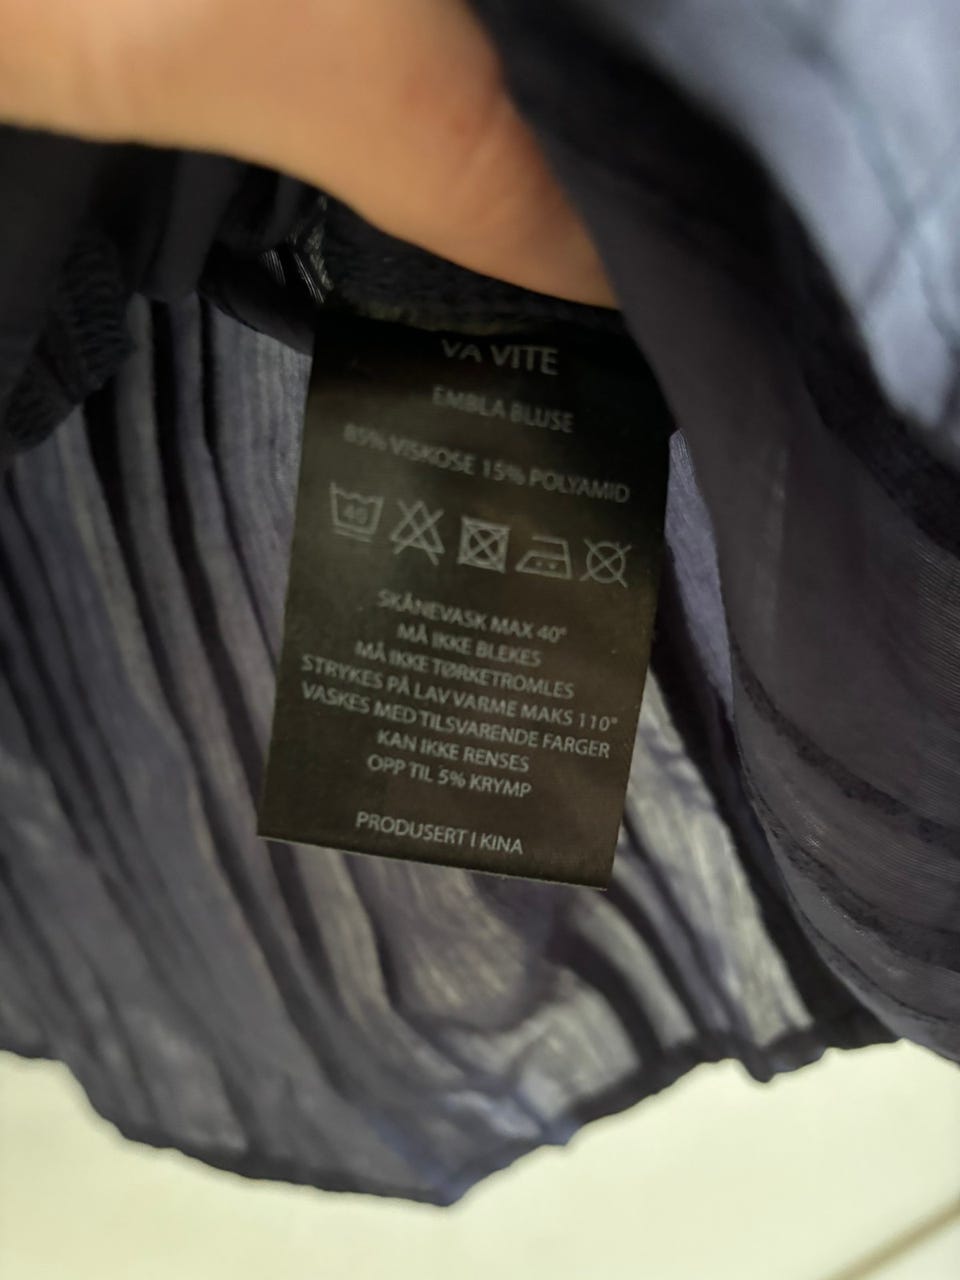 VA VITE
EMBLA BLUSE
85% VISKOSE 15% POLYAMID
40
SKÅNEVASK MAX 40°
MÅ IKKE BLEKES
MÅ IKKE TØRKETROMLES
STRYKES PÅ LAV VARME MAKS 110°
VASKES MED TILSVARENDE FARGER
KAN IKKE RENSES
OPP TIL 5% KRYMP
PRODUSERT I KINA